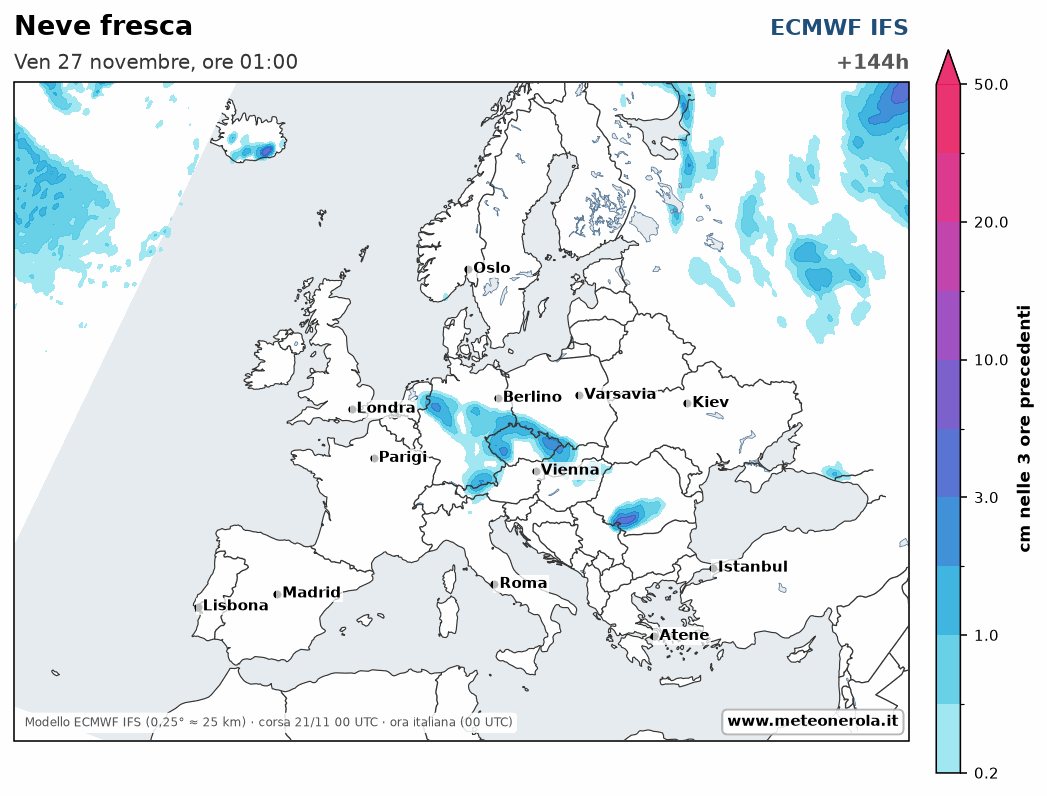 Neve fresca
ECMWF IFS
Ven 27 novembre, ore 01:00
+144h
50.0
20.0
10.0
3.0
1.0
0.2
cm nelle 3 ore precedenti
Oslo
Berlino
Varsavia
Kiev
Londra
Parigi
Vienna
Istanbul
Roma
Madrid
Lisbona
Atene
Modello ECMWF IFS (0,25° ≈ 25 km) · corsa 21/11 00 UTC · ora italiana (00 UTC)
www.meteonerola.it